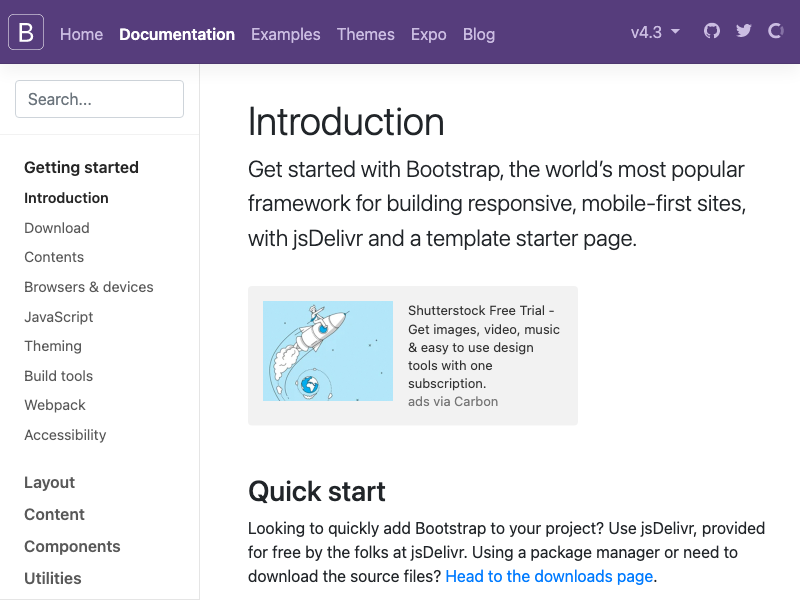 B Home Documentation Examples Themes Expo Blog v4.3
Search...
Getting started
Introduction
Download
Contents
Browsers & devices
JavaScript
Theming
Build tools
Webpack
Accessibility
Layout
Content
Components
Utilities
Introduction
Get started with Bootstrap, the world’s most popular
framework for building responsive, mobile-first sites,
with jsDelivr and a template starter page.
Shutterstock Free Trial -
Get images, video, music
& easy to use design
tools with one
subscription.
ads via Carbon
Quick start
Looking to quickly add Bootstrap to your project? Use jsDelivr, provided
for free by the folks at jsDelivr. Using a package manager or need to
download the source files? Head to the downloads page.